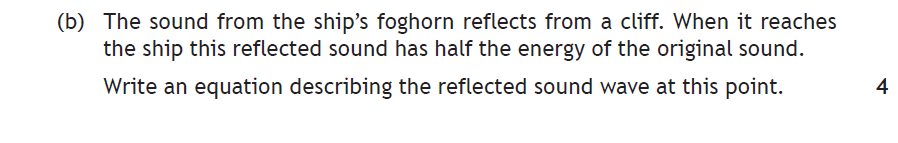 (b) The sound from the ship’s foghorn reflects from a cliff. When it reaches
the ship this reflected sound has half the energy of the original sound.
Write an equation describing the reflected sound wave at this point. 4